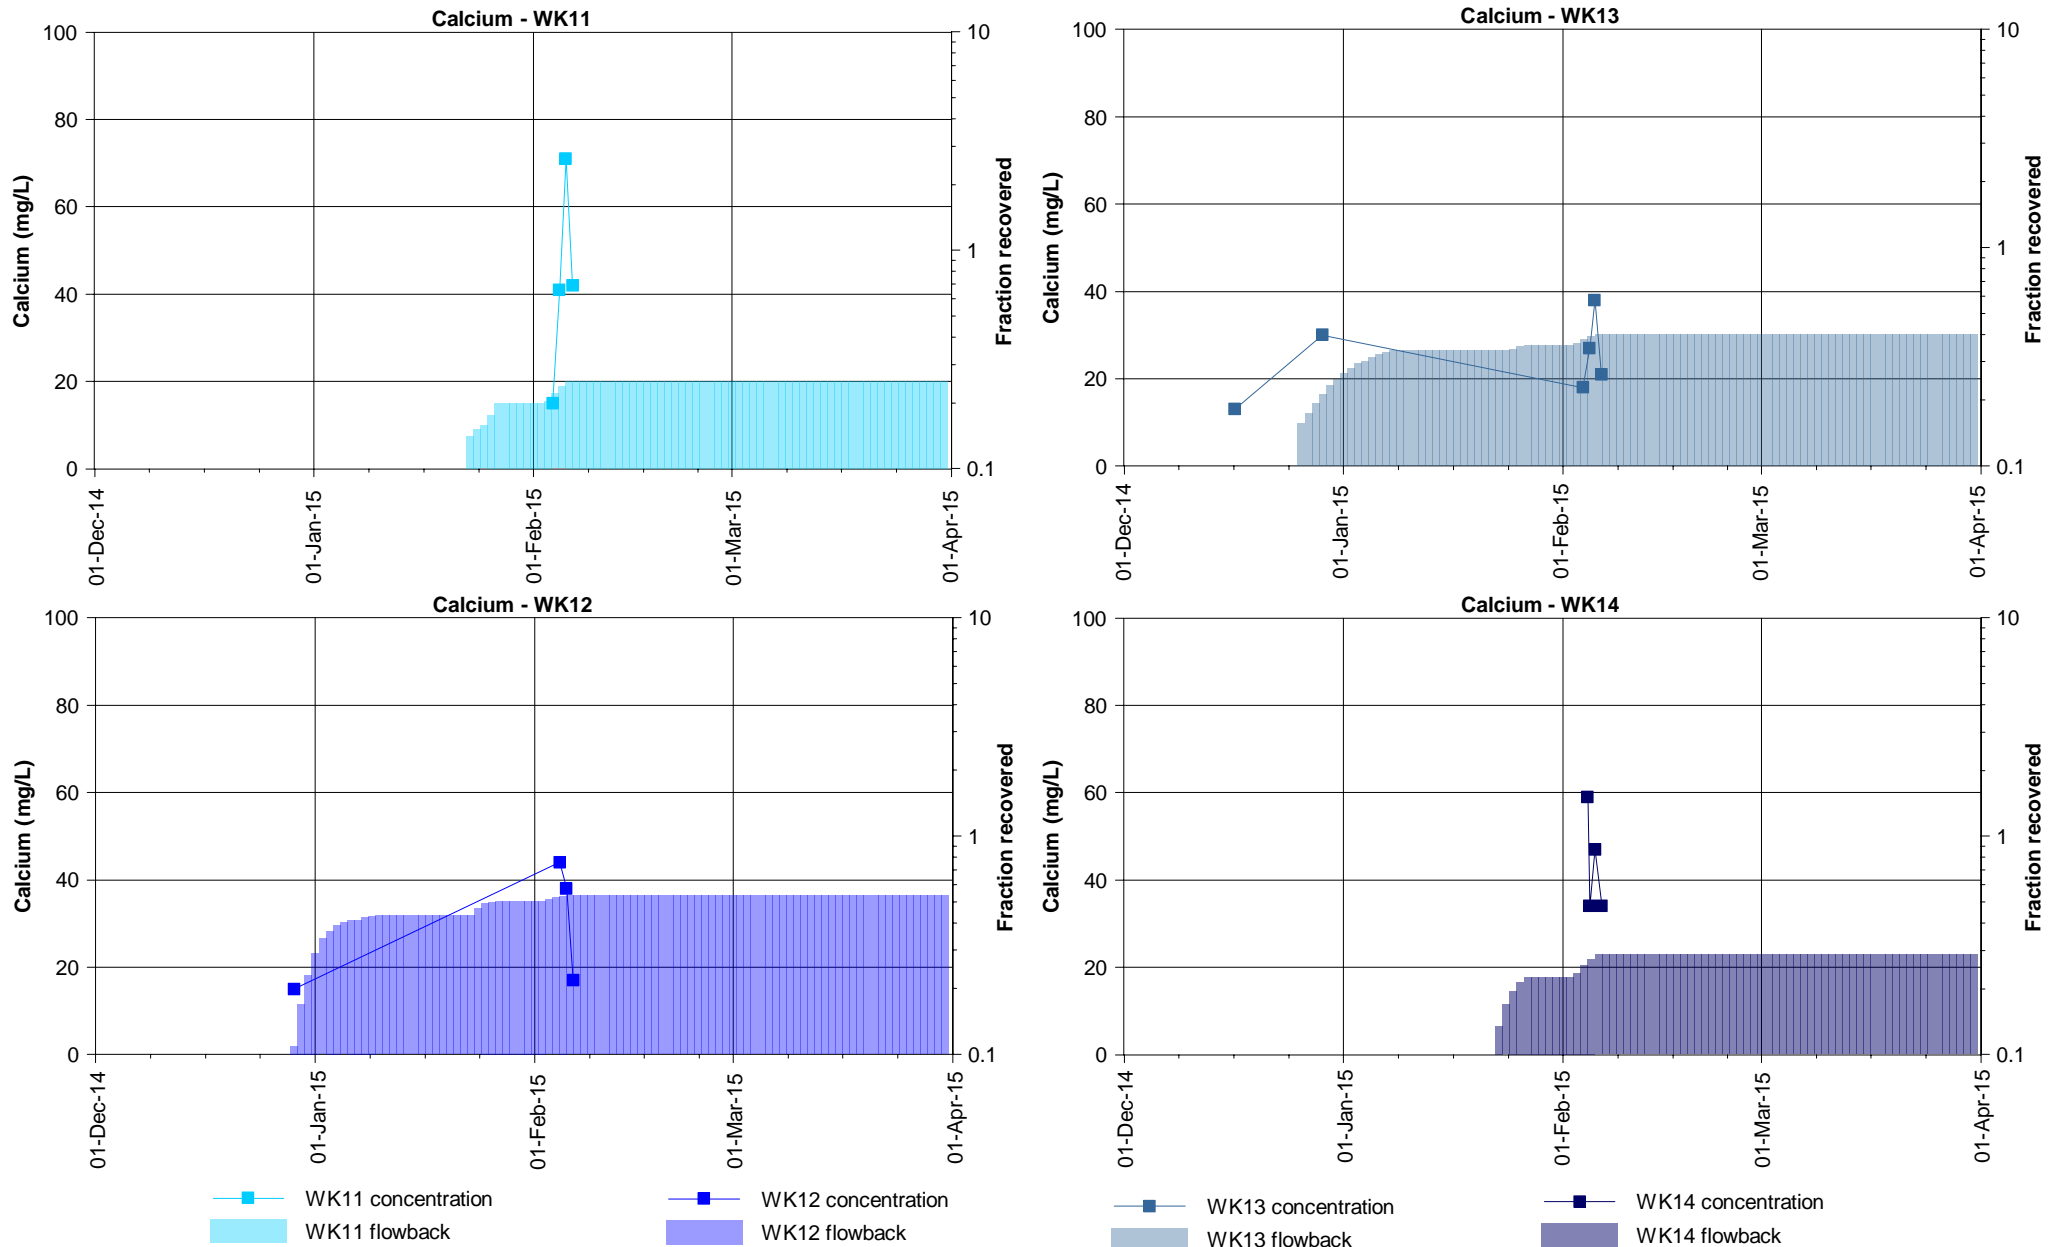 Calcium - WK11
100
80
60
40
20
0
Calcium (mg/L)
10
1
0.1
Fraction recovered
01-Dec-14
01-Jan-15
01-Feb-15
01-Mar-15
01-Apr-15
Calcium - WK13
100
80
60
40
20
0
Calcium (mg/L)
10
1
0.1
Fraction recovered
01-Dec-14
01-Jan-15
01-Feb-15
01-Mar-15
01-Apr-15
Calcium - WK12
100
80
60
40
20
0
Calcium (mg/L)
10
1
0.1
Fraction recovered
01-Dec-14
01-Jan-15
01-Feb-15
01-Mar-15
01-Apr-15
Calcium - WK14
100
80
60
40
20
0
Calcium (mg/L)
10
1
0.1
Fraction recovered
01-Dec-14
01-Jan-15
01-Feb-15
01-Mar-15
01-Apr-15
WK11 concentration
WK11 flowback
WK12 concentration
WK12 flowback
WK13 concentration
WK13 flowback
WK14 concentration
WK14 flowback